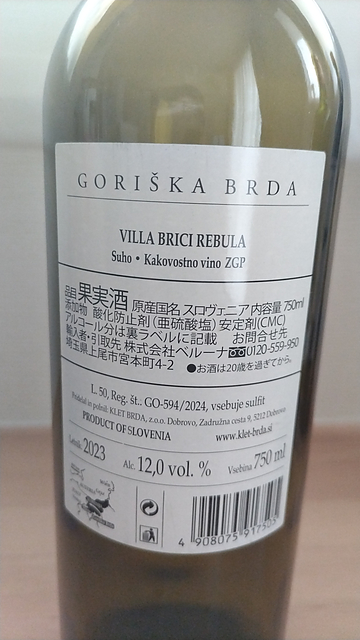 GORIŠKA BRDA
VILLA BRICI REBULA
Suho • Kakovostno vino ZGP
品目 果実酒 原産国名 スロヴェニア 内容量 750ml
添加物 酸化防止剤(亜硫酸塩) 安定剤(CMC)
アルコール分は裏ラベルに記載 お問合せ先
輸入者・引取先 株式会社ベルーナ 0120-559-950
埼玉県上尾市宮本町4-2 ●お酒は20歳を過ぎてから。
L. 50, Reg. št.: GO-594/2024, vsebuje sulfit
Pridelal in polnil: KLET BRDA, z.o.o. Dobrovo, Zadružna cesta 9, 5212 Dobrovo
PRODUCT OF SLOVENIA www.klet-brda.si
Letnik: 2023 Alc. 12,0 vol. % Vsebina 750 ml
4 908075 917505